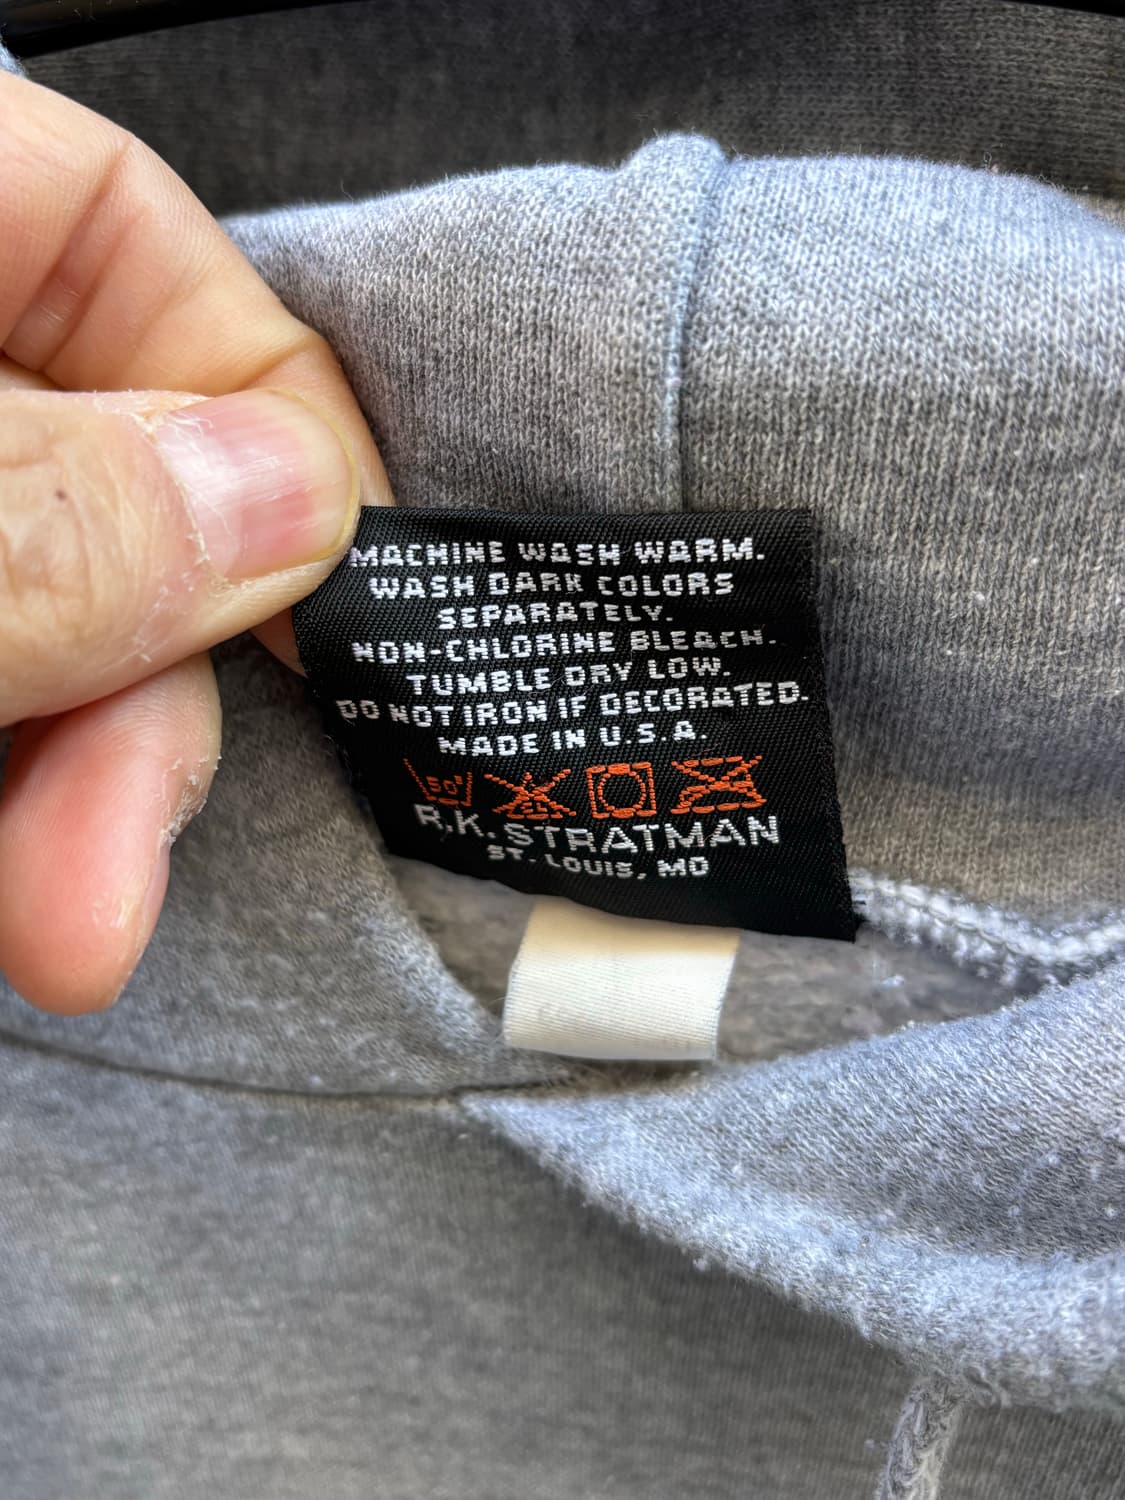 MACHINE WASH WARM.
WASH DARK COLORS
SEPARATELY.
NON-CHLORINE BLEACH.
TUMBLE DRY LOW.
DO NOT IRON IF DECORATED.
MADE IN U.S.A.
50°
R.K. STRATMAN
ST. LOUIS, MO